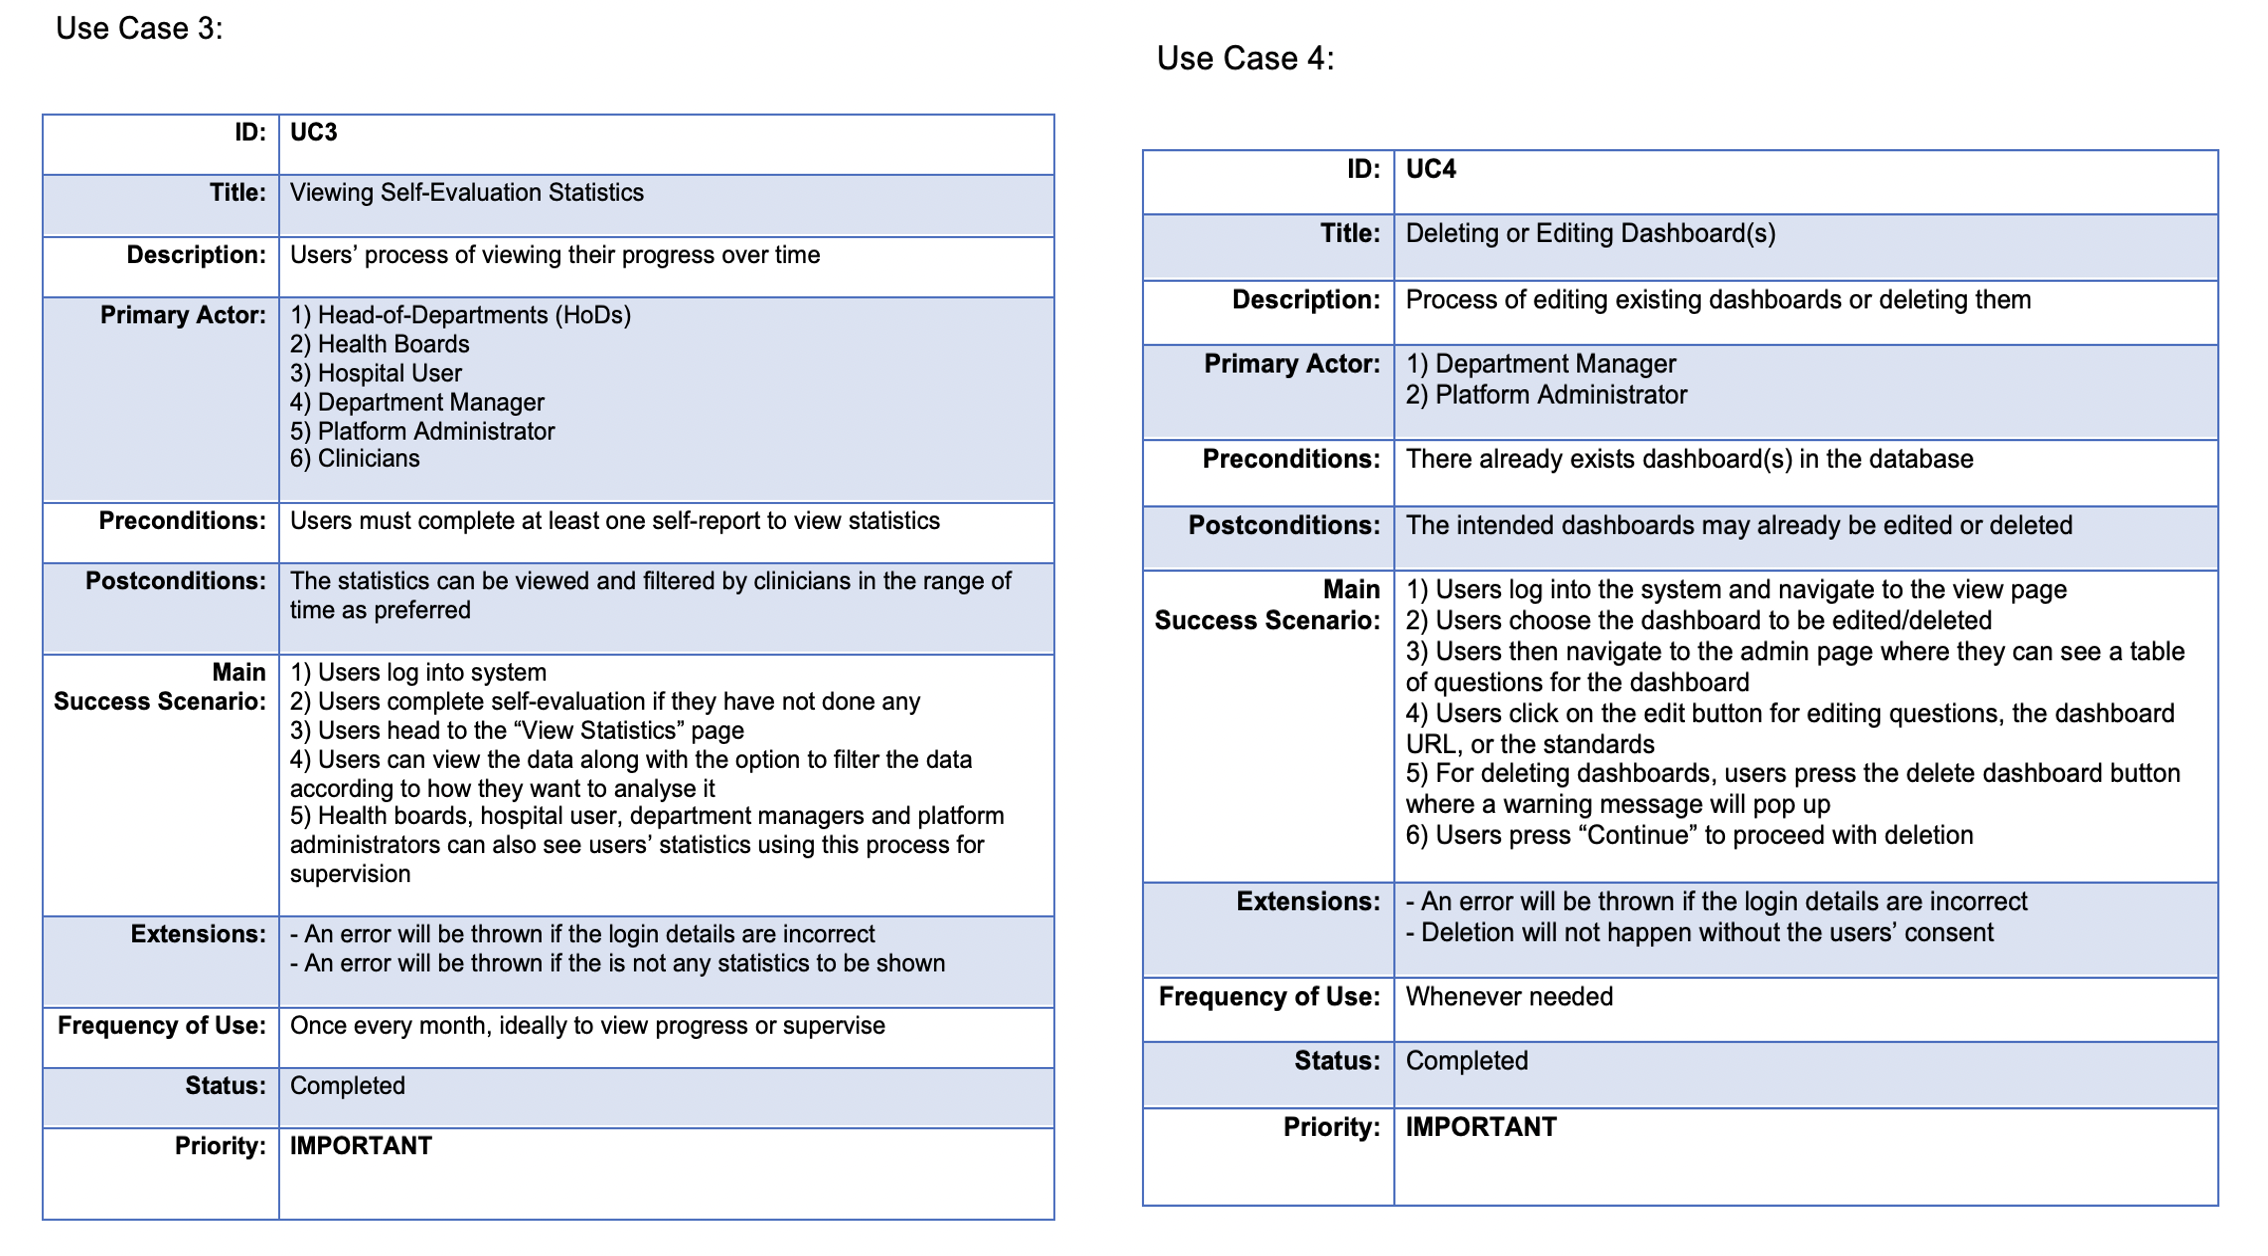 Use Case 3:
ID: UC3
Title: Viewing Self-Evaluation Statistics
Description: Users’ process of viewing their progress over time
Primary Actor: 1) Head-of-Departments (HoDs)
2) Health Boards
3) Hospital User
4) Department Manager
5) Platform Administrator
6) Clinicians
Preconditions: Users must complete at least one self-report to view statistics
Postconditions: The statistics can be viewed and filtered by clinicians in the range of
time as preferred
Main 1) Users log into system
Success Scenario: 2) Users complete self-evaluation if they have not done any
3) Users head to the “View Statistics” page
4) Users can view the data along with the option to filter the data
according to how they want to analyse it
5) Health boards, hospital user, department managers and platform
administrators can also see users’ statistics using this process for
supervision
Extensions: - An error will be thrown if the login details are incorrect
- An error will be thrown if the is not any statistics to be shown
Frequency of Use: Once every month, ideally to view progress or supervise
Status: Completed
Priority: IMPORTANT
Use Case 4:
ID: UC4
Title: Deleting or Editing Dashboard(s)
Description: Process of editing existing dashboards or deleting them
Primary Actor: 1) Department Manager
2) Platform Administrator
Preconditions: There already exists dashboard(s) in the database
Postconditions: The intended dashboards may already be edited or deleted
Main 1) Users log into the system and navigate to the view page
Success Scenario: 2) Users choose the dashboard to be edited/deleted
3) Users then navigate to the admin page where they can see a table
of questions for the dashboard
4) Users click on the edit button for editing questions, the dashboard
URL, or the standards
5) For deleting dashboards, users press the delete dashboard button
where a warning message will pop up
6) Users press “Continue” to proceed with deletion
Extensions: - An error will be thrown if the login details are incorrect
- Deletion will not happen without the users’ consent
Frequency of Use: Whenever needed
Status: Completed
Priority: IMPORTANT